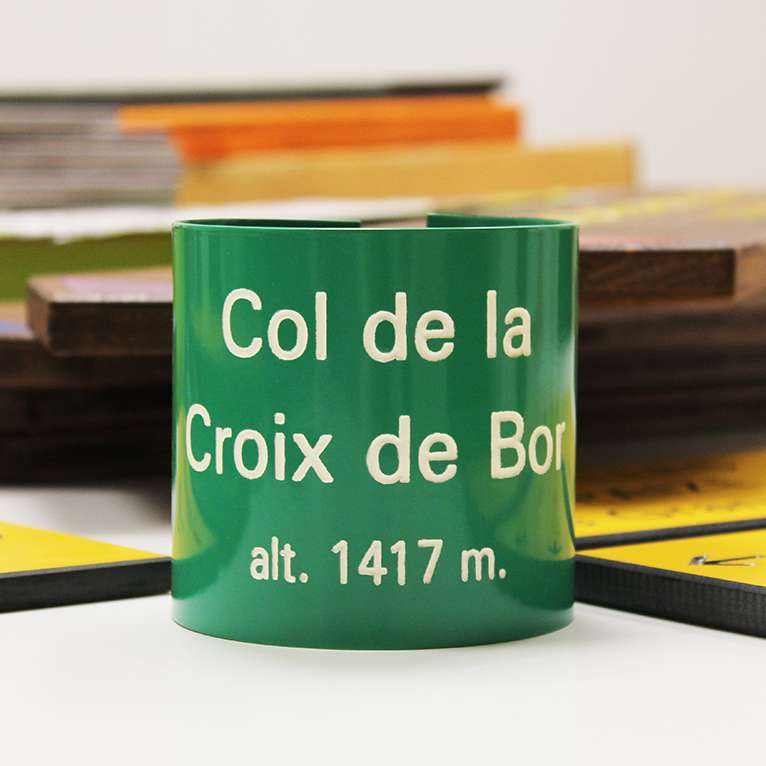 Col de la
Croix de Bor
alt. 1417 m.